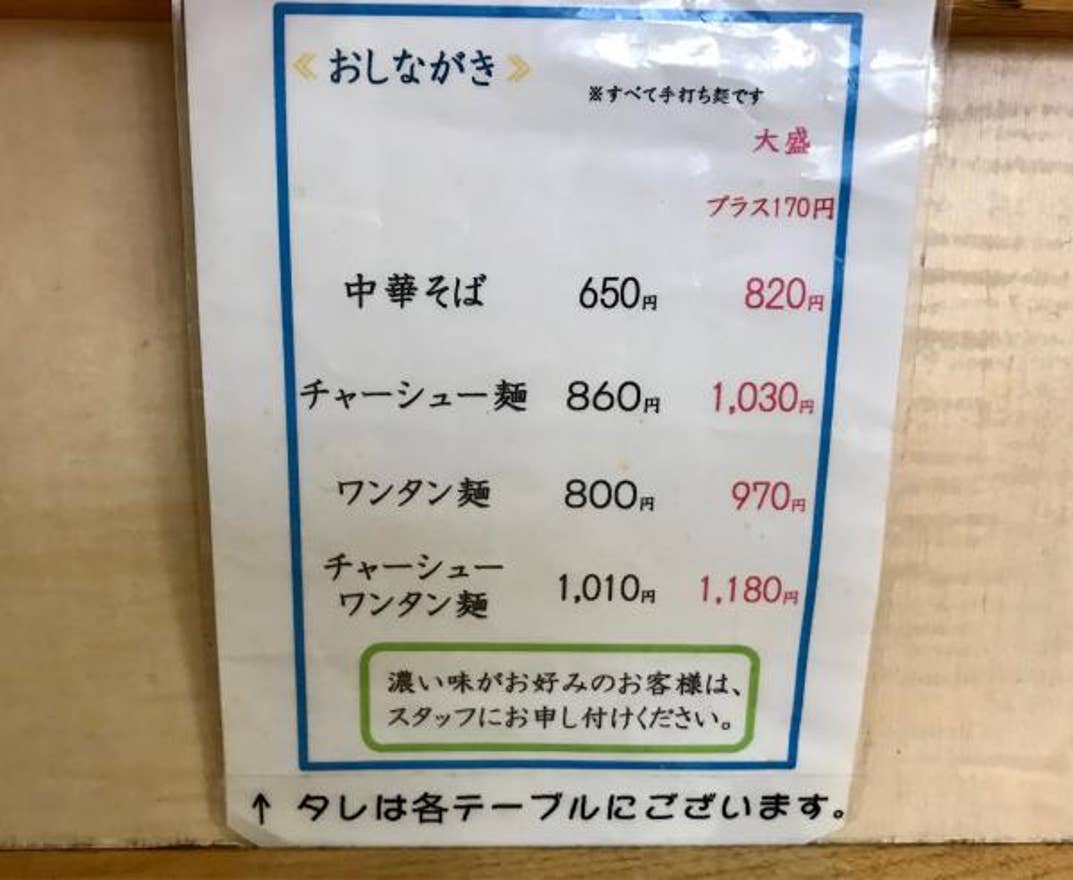 《おしながき》
※すべて手打ち麺です
大盛
プラス170円
中華そば 650円 820円
チャーシュー麺 860円 1,030円
ワンタン麺 800円 970円
チャーシュー
ワンタン麺 1,010円 1,180円
濃い味がお好みのお客様は、
スタッフにお申し付けください。
↑ タレは各テーブルにございます。